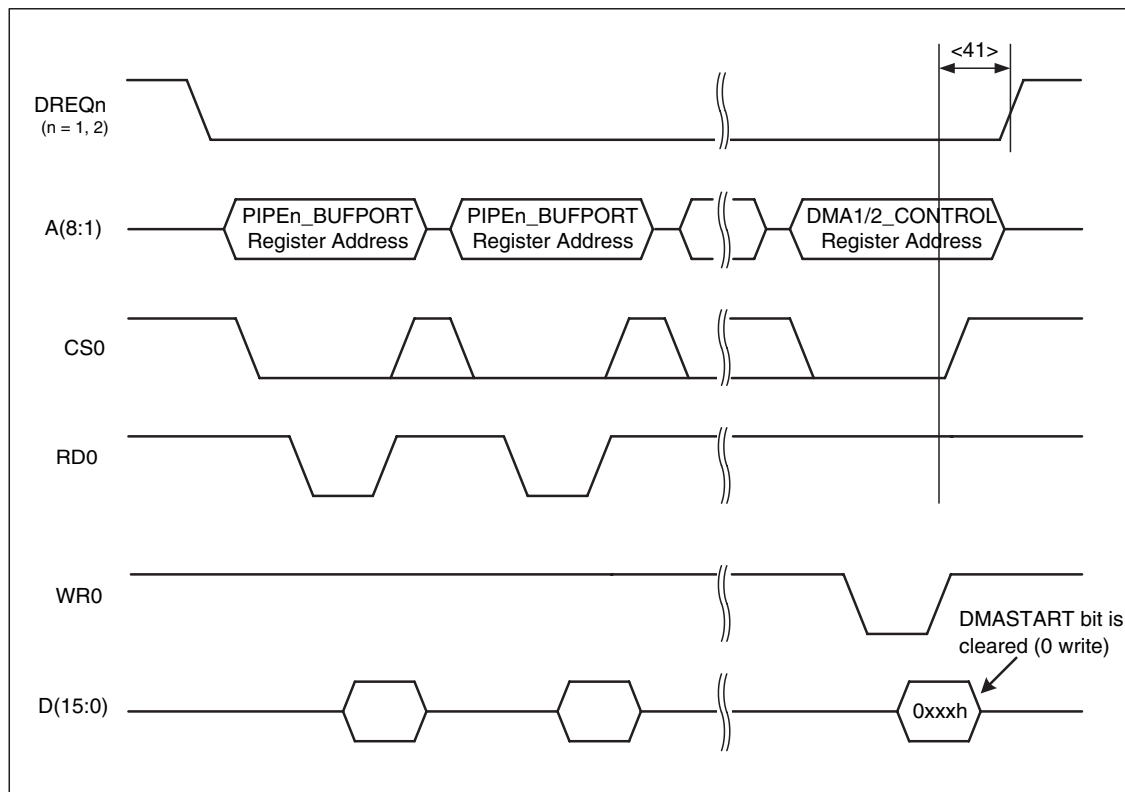 <41>
DREQn
(n = 1, 2)
A(8:1)
PIPEn_BUFPORT
Register Address
PIPEn_BUFPORT
Register Address
DMA1/2_CONTROL
Register Address
CS0
RD0
WR0
DMASTART bit is
cleared (0 write)
D(15:0)
0xxxh